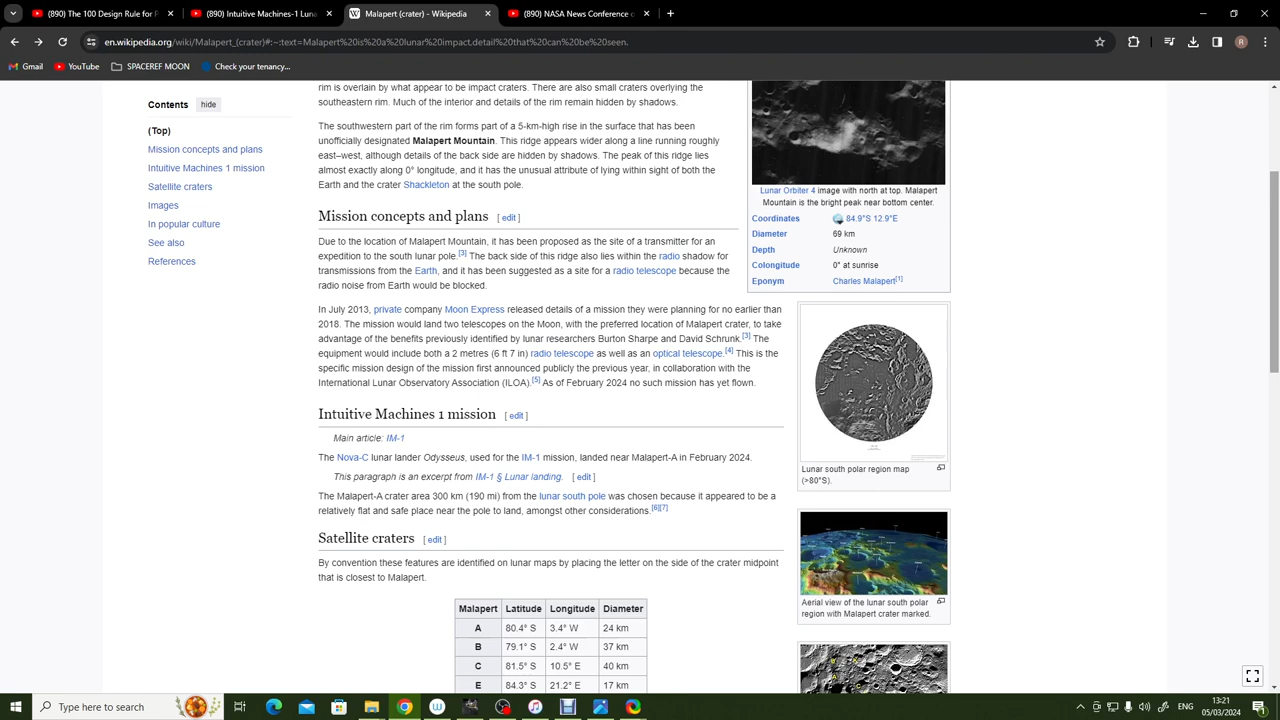 (890) The 100 Design Rule for P
(890) Intuitive Machines-1 Luna
Malapert (crater) - Wikipedia
(890) NASA News Conference o
en.wikipedia.org/wiki/Malapert_(crater)#:~:text=Malapert%20is%20a%20lunar%20impact,detail%20that%20can%20be%20seen.
Gmail
YouTube
SPACEREF MOON
Check your tenancy...
Contents
hide
(Top)
Mission concepts and plans
Intuitive Machines 1 mission
Satellite craters
Images
In popular culture
See also
References
rim is overlain by what appear to be impact craters. There are also small craters overlying the
southeastern rim. Much of the interior and details of the rim remain hidden by shadows.
The southwestern part of the rim forms part of a 5-km-high rise in the surface that has been
unofficially designated Malapert Mountain. This ridge appears wider along a line running roughly
east–west, although details of the back side are hidden by shadows. The peak of this ridge lies
almost exactly along 0° longitude, and it has the unusual attribute of lying within sight of both the
Earth and the crater Shackleton at the south pole.
Mission concepts and plans [ edit ]
Due to the location of Malapert Mountain, it has been proposed as the site of a transmitter for an
expedition to the south lunar pole.[3] The back side of this ridge also lies within the radio shadow for
transmissions from the Earth, and it has been suggested as a site for a radio telescope because the
radio noise from Earth would be blocked.
In July 2013, private company Moon Express released details of a mission they were planning for no earlier than
2018. The mission would land two telescopes on the Moon, with the preferred location of Malapert crater, to take
advantage of the benefits previously identified by lunar researchers Burton Sharpe and David Schrunk.[3] The
equipment would include both a 2 metres (6 ft 7 in) radio telescope as well as an optical telescope.[4] This is the
specific mission design of the mission first announced publicly the previous year, in collaboration with the
International Lunar Observatory Association (ILOA).[5] As of February 2024 no such mission has yet flown.
Intuitive Machines 1 mission [ edit ]
Main article: IM-1
The Nova-C lunar lander Odysseus, used for the IM-1 mission, landed near Malapert-A in February 2024.
This paragraph is an excerpt from IM-1 § Lunar landing. [ edit ]
The Malapert-A crater area 300 km (190 mi) from the lunar south pole was chosen because it appeared to be a
relatively flat and safe place near the pole to land, amongst other considerations.[6][7]
Satellite craters [ edit ]
By convention these features are identified on lunar maps by placing the letter on the side of the crater midpoint
that is closest to Malapert.
Malapert Latitude Longitude Diameter
A 80.4° S 3.4° W 24 km
B 79.1° S 2.4° W 37 km
C 81.5° S 10.5° E 40 km
E 84.3° S 21.2° E 17 km
Lunar Orbiter 4 image with north at top. Malapert
Mountain is the bright peak near bottom center.
Coordinates 84.9°S 12.9°E
Diameter 69 km
Depth Unknown
Colongitude 0° at sunrise
Eponym Charles Malapert[1]
Lunar south polar region map
(>80°S).
Aerial view of the lunar south polar
region with Malapert crater marked.
Type here to search
13:21
05/03/2024